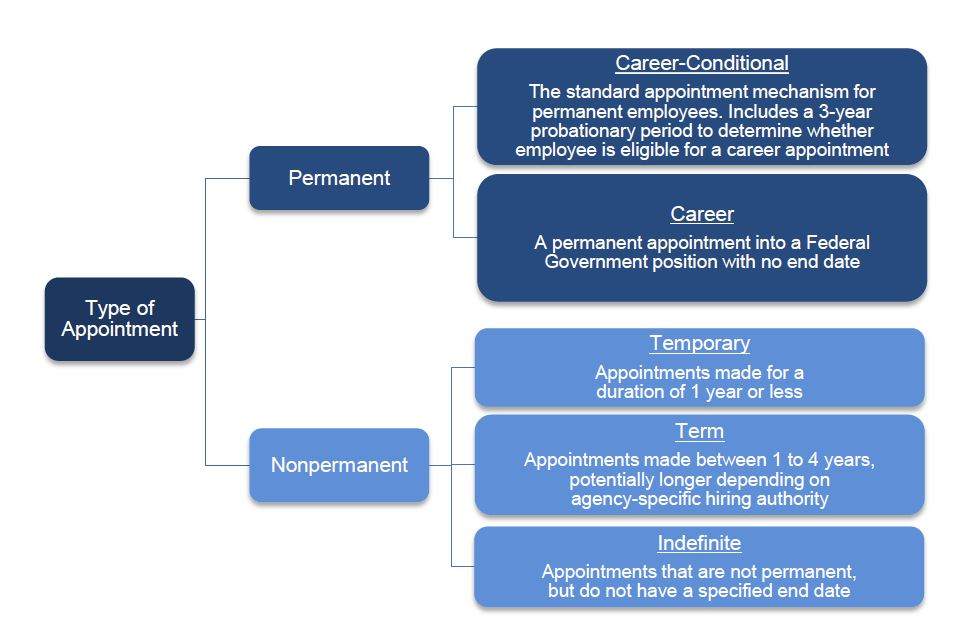 Type of
Appointment
Permanent
Career-Conditional
The standard appointment mechanism for
permanent employees. Includes a 3-year
probationary period to determine whether
employee is eligible for a career appointment
Career
A permanent appointment into a Federal
Government position with no end date
Nonpermanent
Temporary
Appointments made for a
duration of 1 year or less
Term
Appointments made between 1 to 4 years,
potentially longer depending on
agency-specific hiring authority
Indefinite
Appointments that are not permanent,
but do not have a specified end date